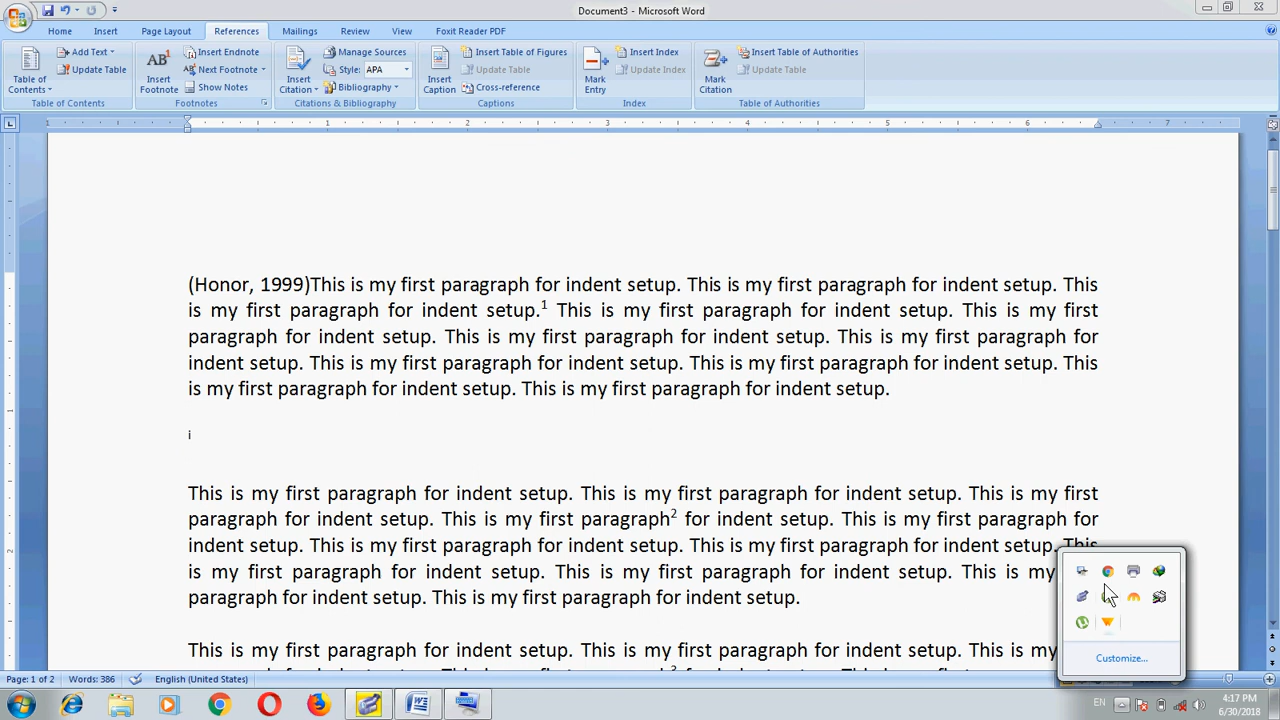 Document3 - Microsoft Word
Home Insert Page Layout References Mailings Review View Foxit Reader PDF
Table of Contents
Add Text
Update Table
Table of Contents
AB¹
Insert Footnote
Insert Endnote
Next Footnote
Show Notes
Footnotes
Insert Citation
Manage Sources
Style: APA
Bibliography
Citations & Bibliography
Insert Caption
Insert Table of Figures
Update Table
Cross-reference
Captions
Mark Entry
Insert Index
Update Index
Index
Mark Citation
Insert Table of Authorities
Update Table
Table of Authorities
1 2 3 4 5 6 7
(Honor, 1999)This is my first paragraph for indent setup. This is my first paragraph for indent setup. This
is my first paragraph for indent setup.¹ This is my first paragraph for indent setup. This is my first
paragraph for indent setup. This is my first paragraph for indent setup. This is my first paragraph for
indent setup. This is my first paragraph for indent setup. This is my first paragraph for indent setup. This
is my first paragraph for indent setup. This is my first paragraph for indent setup.
i
This is my first paragraph for indent setup. This is my first paragraph for indent setup. This is my first
paragraph for indent setup. This is my first paragraph² for indent setup. This is my first paragraph for
indent setup. This is my first paragraph for indent setup. This is my first paragraph for indent setup. This
is my first paragraph for indent setup. This is my first paragraph for indent setup. This is my
paragraph for indent setup. This is my first paragraph for indent setup.
This is my first paragraph for indent setup. This is my first paragraph for indent setup. This is my
Customize...
Page: 1 of 2 Words: 386 English (United States)
EN 4:17 PM
6/30/2018